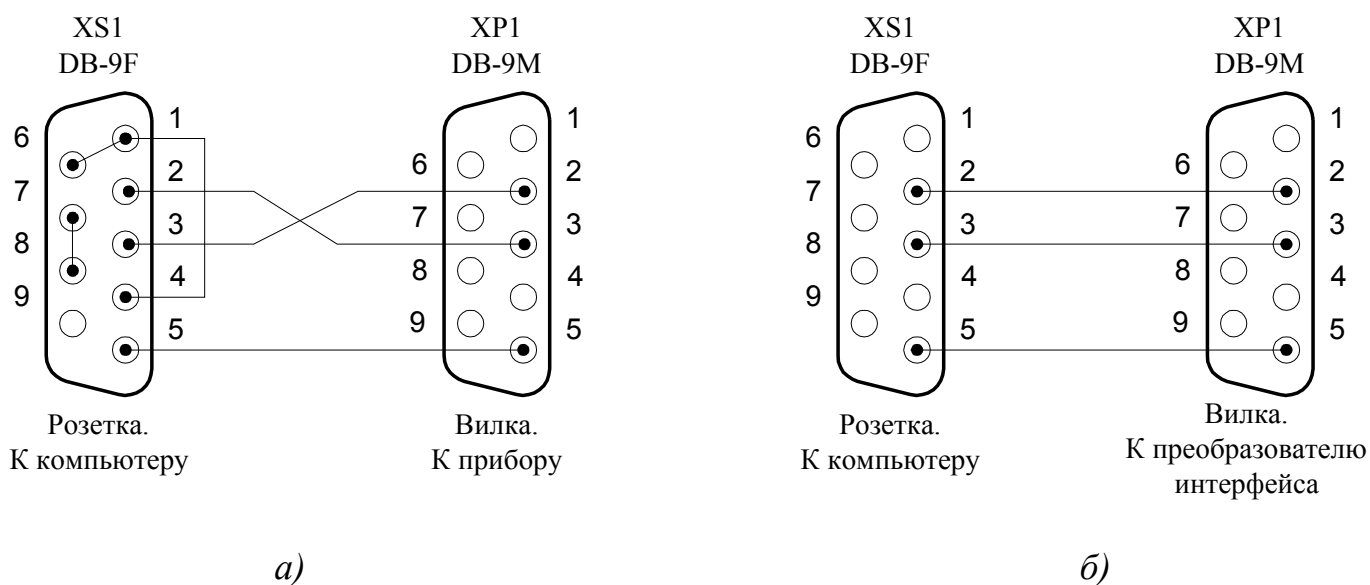 XS1
DB-9F
XP1
DB-9M
6
7
8
9
1
2
3
4
5
6
7
8
9
1
2
3
4
5
Розетка.
К компьютеру
Вилка.
К прибору
а)
XS1
DB-9F
XP1
DB-9M
6
7
8
9
1
2
3
4
5
6
7
8
9
1
2
3
4
5
Розетка.
К компьютеру
Вилка.
К преобразователю
интерфейса
б)